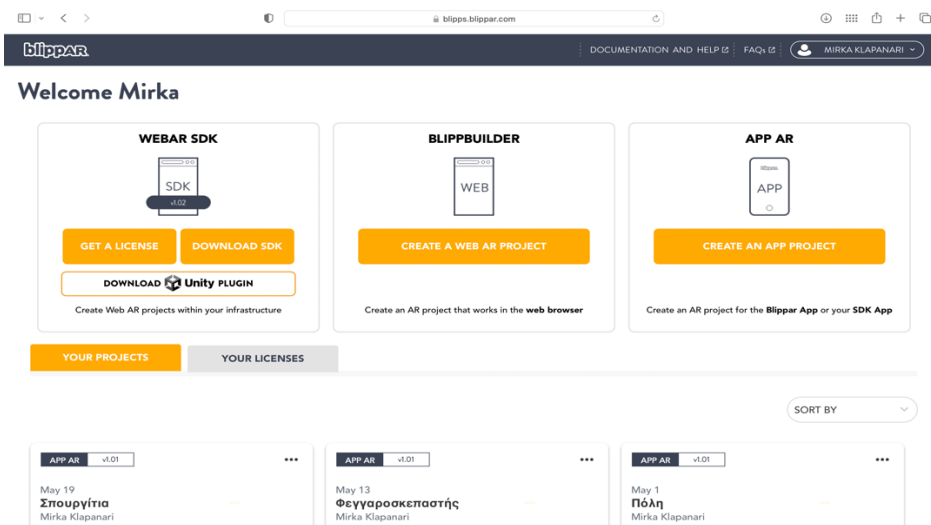 blipps.blippar.com
blippar
DOCUMENTATION AND HELP
FAQs
MIRKA KLAPANARI
Welcome Mirka
WEBAR SDK
SDK
v1.02
GET A LICENSE
DOWNLOAD SDK
DOWNLOAD Unity PLUGIN
Create Web AR projects within your infrastructure
BLIPPBUILDER
WEB
CREATE A WEB AR PROJECT
Create an AR project that works in the web browser
APP AR
APP
CREATE AN APP PROJECT
Create an AR project for the Blippar App or your SDK App
YOUR PROJECTS
YOUR LICENSES
SORT BY
APP AR v1.01
May 19
Σπουργίτια
Mirka Klapanari
APP AR v1.01
May 13
Φεγγαροσκεπαστής
Mirka Klapanari
APP AR v1.01
May 1
Πόλη
Mirka Klapanari